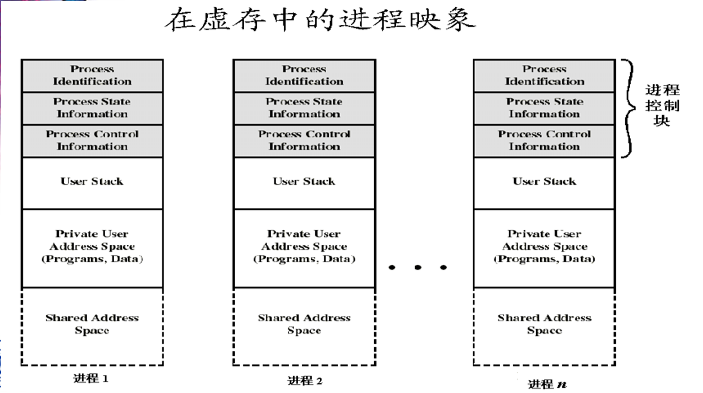 在虚存中的进程映象
Process
Identification
Process State
Information
Process Control
Information
User Stack
Private User
Address Space
(Programs, Data)
Shared Address
Space
进程 1
Process
Identification
Process State
Information
Process Control
Information
User Stack
Private User
Address Space
(Programs, Data)
Shared Address
Space
进程 2
• • •
Process
Identification
Process State
Information
Process Control
Information
User Stack
Private User
Address Space
(Programs, Data)
Shared Address
Space
进程 n
进程
控制
块